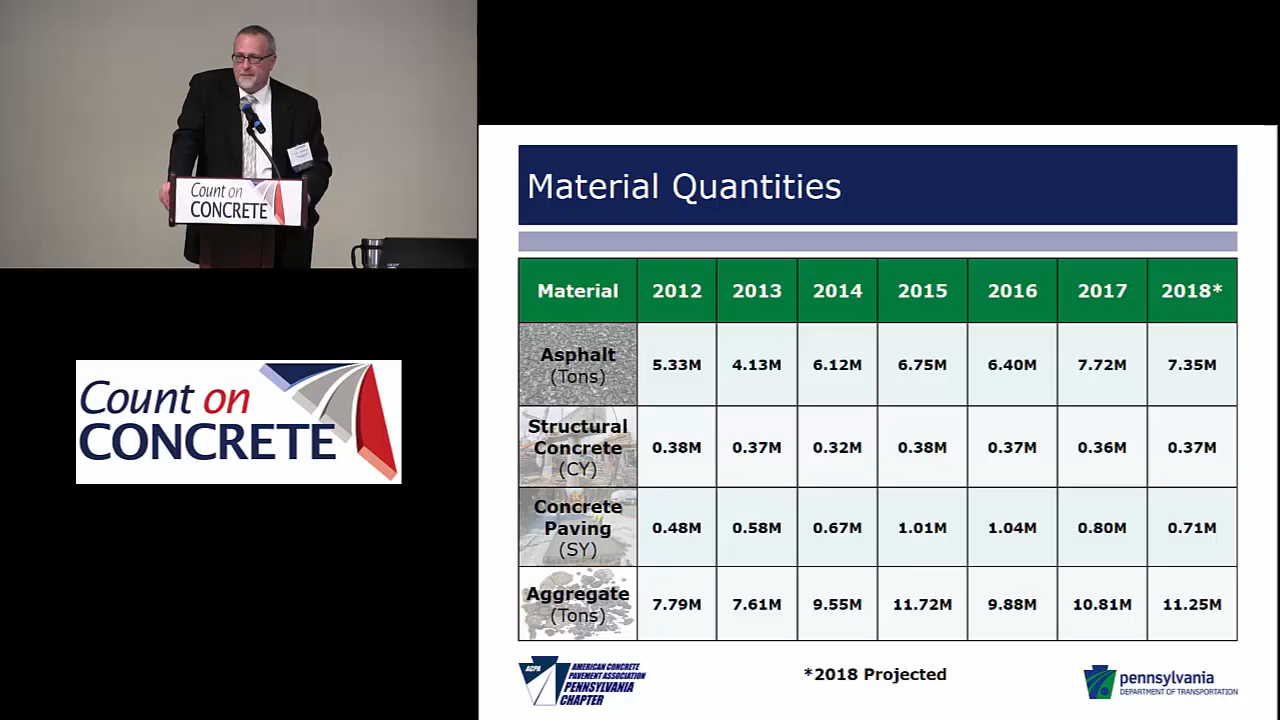 Count on
CONCRETE
Count on
CONCRETE
Material Quantities
Material 2012 2013 2014 2015 2016 2017 2018*
Asphalt
(Tons) 5.33M 4.13M 6.12M 6.75M 6.40M 7.72M 7.35M
Structural
Concrete
(CY) 0.38M 0.37M 0.32M 0.38M 0.37M 0.36M 0.37M
Concrete
Paving
(SY) 0.48M 0.58M 0.67M 1.01M 1.04M 0.80M 0.71M
Aggregate
(Tons) 7.79M 7.61M 9.55M 11.72M 9.88M 10.81M 11.25M
ACPA
AMERICAN CONCRETE
PAVEMENT ASSOCIATION
PENNSYLVANIA
CHAPTER
*2018 Projected
pennsylvania
DEPARTMENT OF TRANSPORTATION